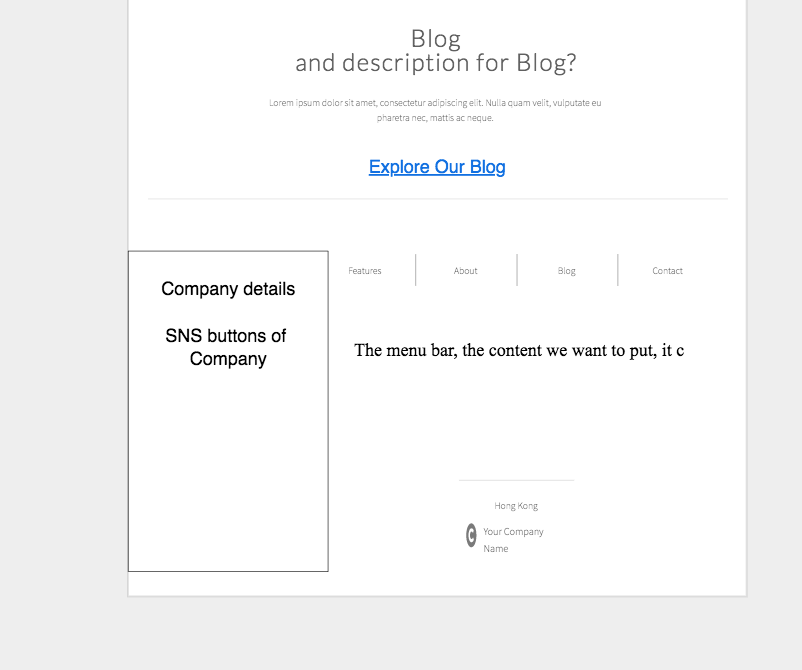 Blog
and description for Blog?
Lorem ipsum dolor sit amet, consectetur adipiscing elit. Nulla quam velit, vulputate eu
pharetra nec, mattis ac neque.
Explore Our Blog
Company details
SNS buttons of
Company
Features
About
Blog
Contact
The menu bar, the content we want to put, it c
Hong Kong
C
Your Company
Name